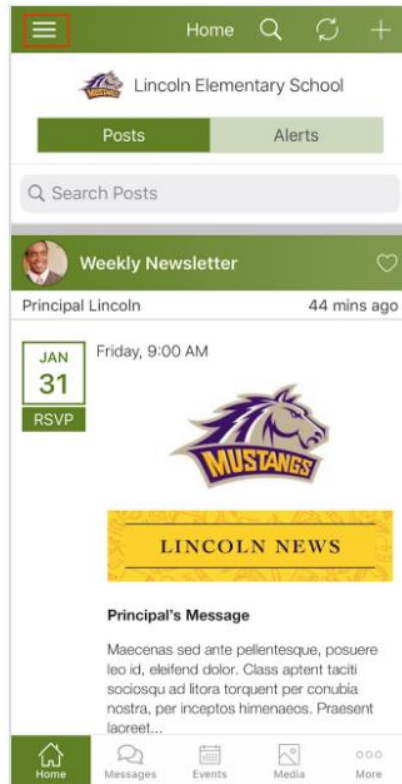 Home
Lincoln Elementary School
Posts Alerts
Search Posts
Weekly Newsletter
Principal Lincoln 44 mins ago
JAN
31
RSVP
Friday, 9:00 AM
MUSTANGS
LINCOLN NEWS
Principal's Message
Maecenas sed ante pellentesque, posuere
leo id, eleifend dolor. Class aptent taciti
sociosqu ad litora torquent per conubia
nostra, per inceptos himenaeos. Praesent
laoreet...
Home Messages Events Media More